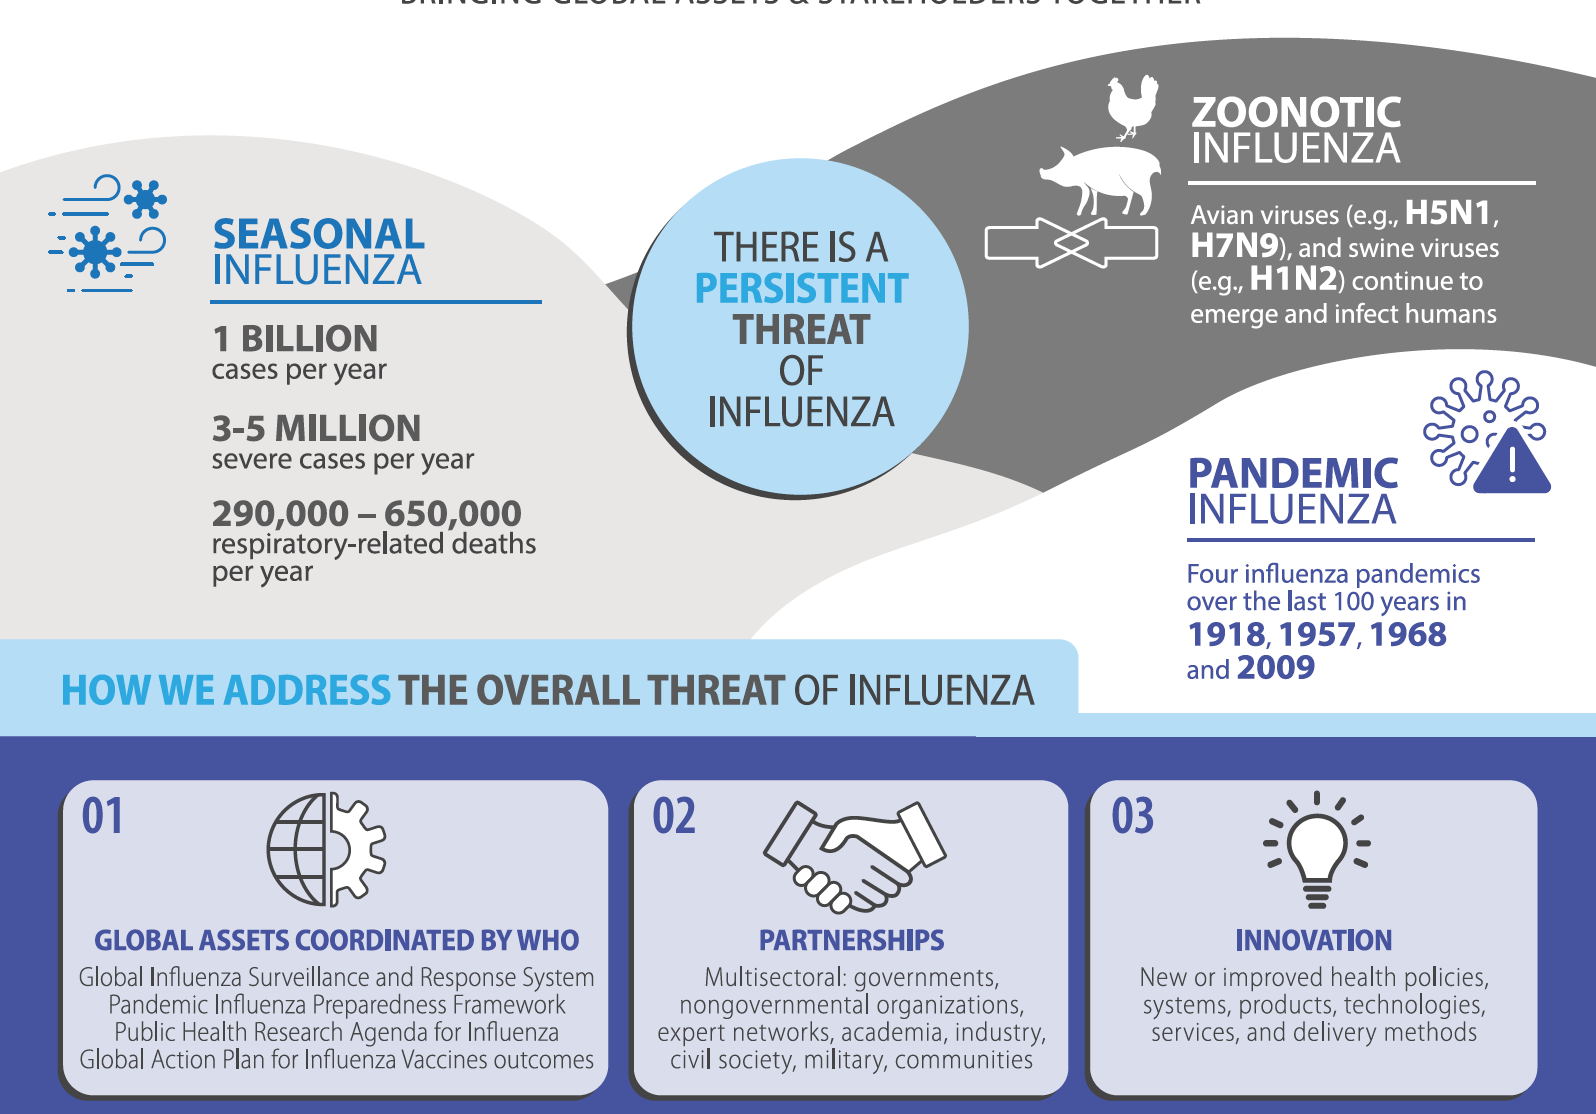 BRINGING GLOBAL ASSETS & STAKEHOLDERS TOGETHER
SEASONAL
INFLUENZA
1 BILLION
cases per year
3-5 MILLION
severe cases per year
290,000 – 650,000
respiratory-related deaths
per year
THERE IS A
PERSISTENT
THREAT
OF
INFLUENZA
ZOONOTIC
INFLUENZA
Avian viruses (e.g., H5N1,
H7N9), and swine viruses
(e.g., H1N2) continue to
emerge and infect humans
PANDEMIC
INFLUENZA
Four influenza pandemics
over the last 100 years in
1918, 1957, 1968
and 2009
HOW WE ADDRESS THE OVERALL THREAT OF INFLUENZA
01
GLOBAL ASSETS COORDINATED BY WHO
Global Influenza Surveillance and Response System
Pandemic Influenza Preparedness Framework
Public Health Research Agenda for Influenza
Global Action Plan for Influenza Vaccines outcomes
02
PARTNERSHIPS
Multisectoral: governments,
nongovernmental organizations,
expert networks, academia, industry,
civil society, military, communities
03
INNOVATION
New or improved health policies,
systems, products, technologies,
services, and delivery methods